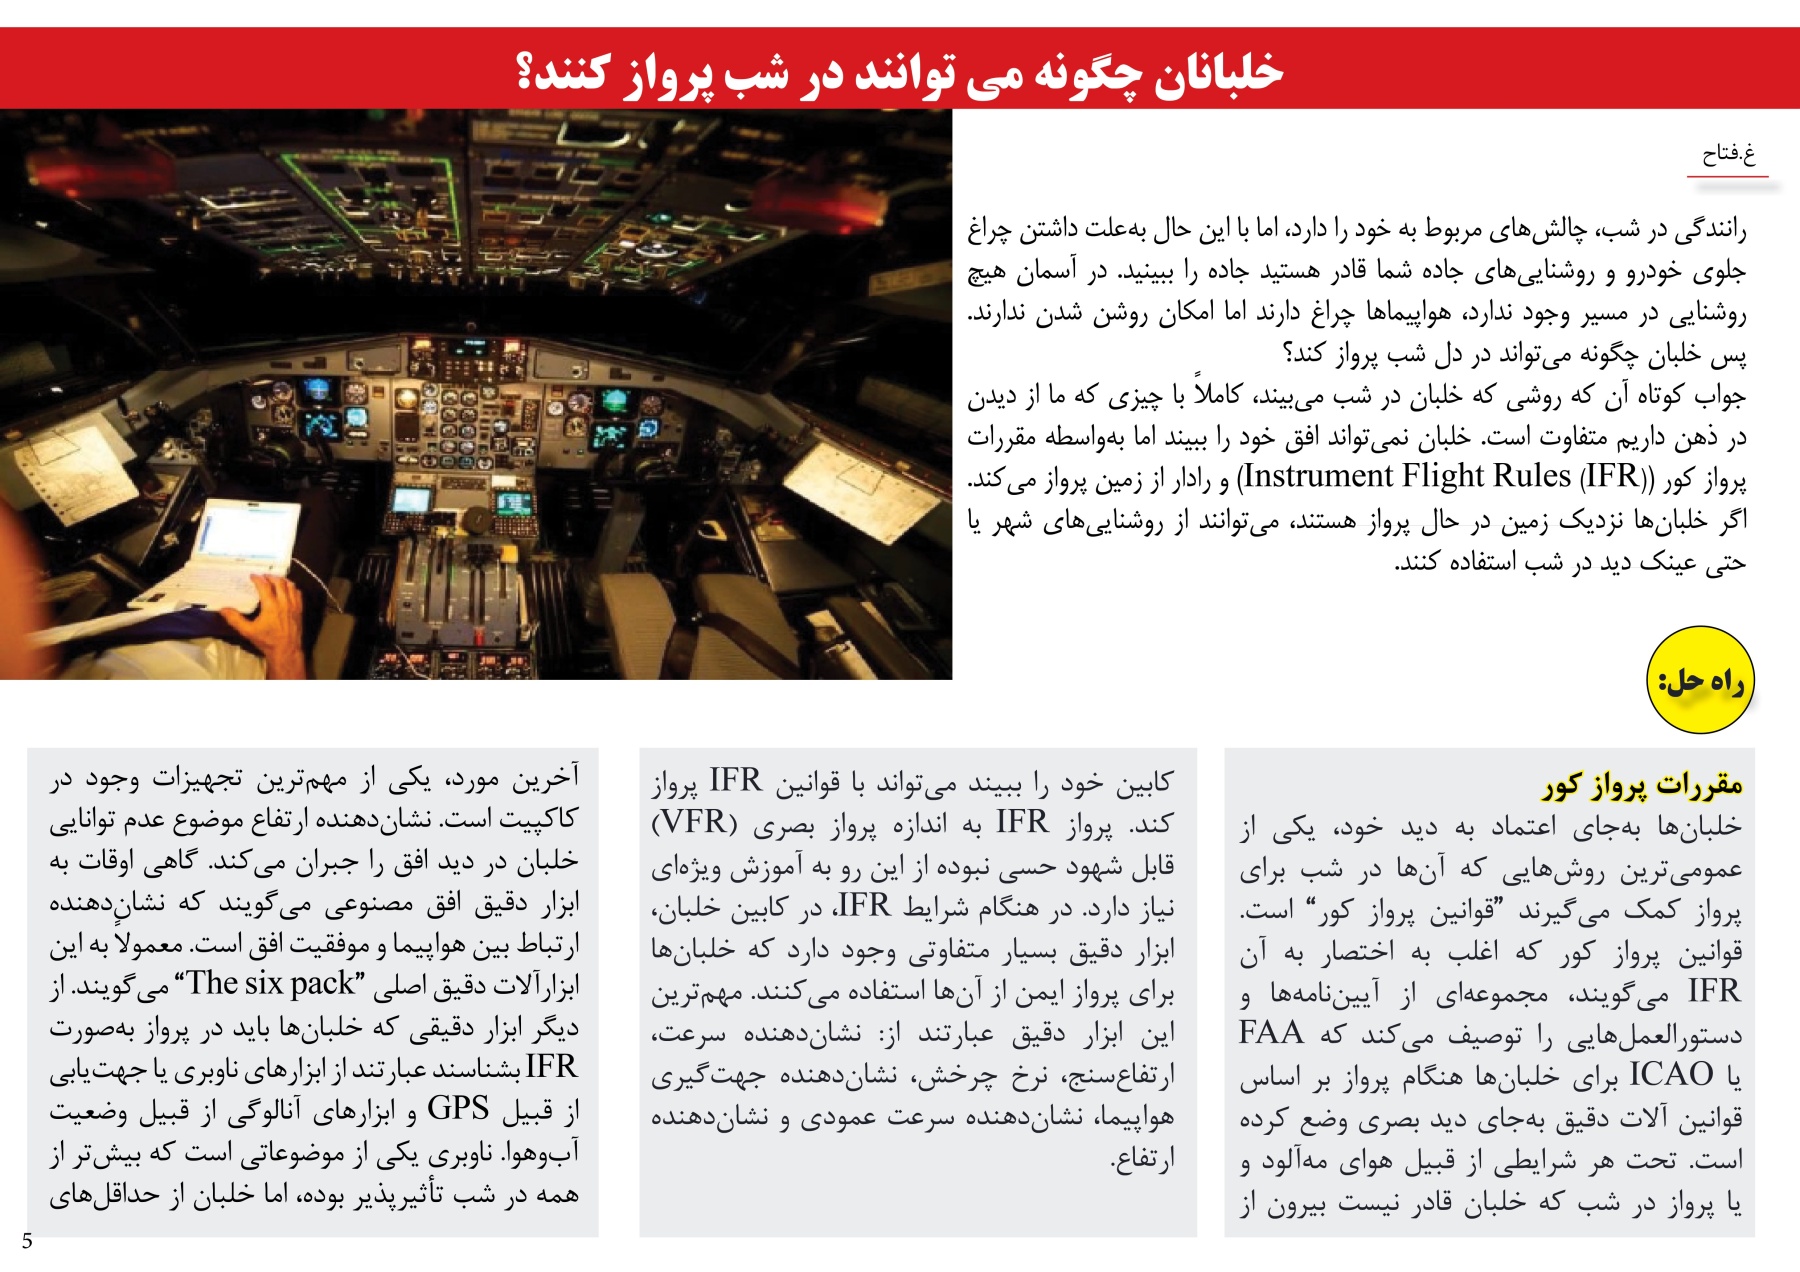 خلبانان چگونه می توانند در شب پرواز کنند؟
غ.فتاح
رانندگی در شب، چالش‌های مربوط به خود را دارد، اما با این حال به‌علت داشتن چراغ
جلوی خودرو و روشنایی‌های جاده شما قادر هستید جاده را ببینید. در آسمان هیچ
روشنایی در مسیر وجود ندارد، هواپیماها چراغ دارند اما امکان روشن شدن ندارند.
پس خلبان چگونه می‌تواند در دل شب پرواز کند؟
جواب کوتاه آن که روشی که خلبان در شب می‌بیند، کاملاً با چیزی که ما از دیدن
در ذهن داریم متفاوت است. خلبان نمی‌تواند افق خود را ببیند اما به‌واسطه مقررات
پرواز کور ((Instrument Flight Rules (IFR) و رادار از زمین پرواز می‌کند.
اگر خلبان‌ها نزدیک زمین در حال پرواز هستند، می‌توانند از روشنایی‌های شهر یا
حتی عینک دید در شب استفاده کنند.
راه حل:
مقررات پرواز کور
خلبان‌ها به‌جای اعتماد به دید خود، یکی از
عمومی‌ترین روش‌هایی که آن‌ها در شب برای
پرواز کمک می‌گیرند ”قوانین پرواز کور“ است.
قوانین پرواز کور که اغلب به اختصار به آن
IFR می‌گویند، مجموعه‌ای از آیین‌نامه‌ها و
دستورالعمل‌هایی را توصیف می‌کند که FAA
یا ICAO برای خلبان‌ها هنگام پرواز بر اساس
قوانین آلات دقیق به‌جای دید بصری وضع کرده
است. تحت هر شرایطی از قبیل هوای مه‌آلود و
یا پرواز در شب که خلبان قادر نیست بیرون از
کابین خود را ببیند می‌تواند با قوانین IFR پرواز
کند. پرواز IFR به اندازه پرواز بصری (VFR)
قابل شهود حسی نبوده از این رو به آموزش ویژه‌ای
نیاز دارد. در هنگام شرایط IFR، در کابین خلبان،
ابزار دقیق بسیار متفاوتی وجود دارد که خلبان‌ها
برای پرواز ایمن از آن‌ها استفاده می‌کنند. مهم‌ترین
این ابزار دقیق عبارتند از: نشان‌دهنده سرعت،
ارتفاع‌سنج، نرخ چرخش، نشان‌دهنده جهت‌گیری
هواپیما، نشان‌دهنده سرعت عمودی و نشان‌دهنده
ارتفاع.
آخرین مورد، یکی از مهم‌ترین تجهیزات وجود در
کاکپیت است. نشان‌دهنده ارتفاع موضوع عدم توانایی
خلبان در دید افق را جبران می‌کند. گاهی اوقات به
ابزار دقیق افق مصنوعی می‌گویند که نشان‌دهنده
ارتباط بین هواپیما و موفقیت افق است. معمولاً به این
ابزارآلات دقیق اصلی ”The six pack“ می‌گویند. از
دیگر ابزار دقیقی که خلبان‌ها باید در پرواز به‌صورت
IFR بشناسند عبارتند از ابزارهای ناوبری یا جهت‌یابی
از قبیل GPS و ابزارهای آنالوگی از قبیل وضعیت
آب‌وهوا. ناوبری یکی از موضوعاتی است که بیش‌تر از
همه در شب تأثیرپذیر بوده، اما خلبان از حداقل‌های
5